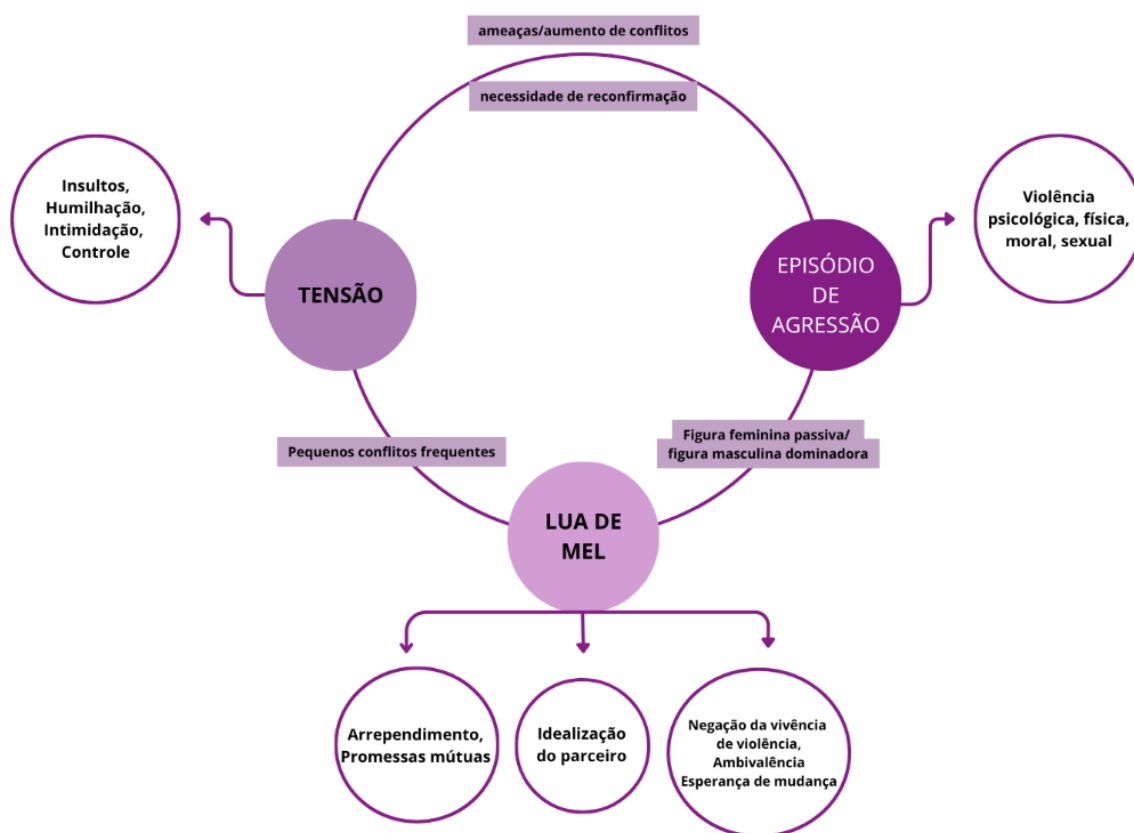 ameaças/aumento de conflitos
necessidade de reconfirmação
Insultos,
Humilhação,
Intimidação,
Controle
Violência
psicológica, física,
moral, sexual
TENSÃO
EPISÓDIO
DE
AGRESSÃO
Pequenos conflitos frequentes
Figura feminina passiva/
figura masculina dominadora
LUA DE
MEL
Arrependimento,
Promessas mútuas
Idealização
do parceiro
Negação da vivência
de violência,
Ambivalência
Esperança de mudança